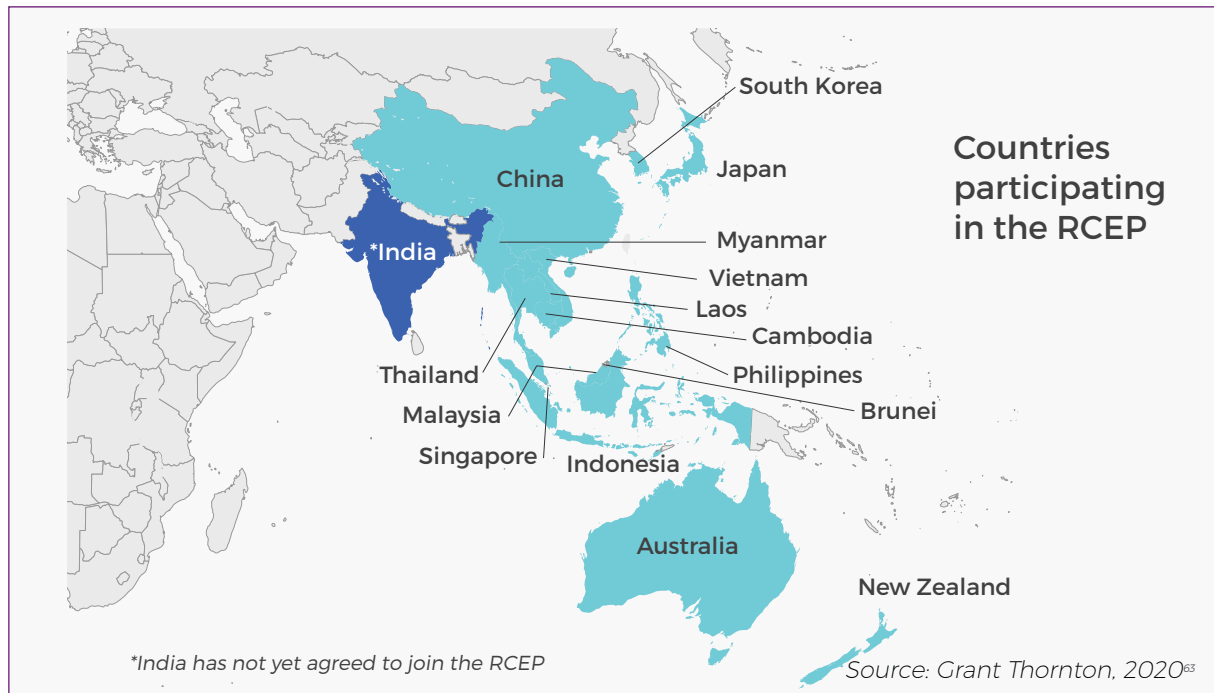 South Korea
Countries
participating
in the RCEP
Japan
China
Myanmar
*India
Vietnam
Laos
Cambodia
Thailand
Philippines
Malaysia
Brunei
Singapore
Indonesia
Australia
New Zealand
*India has not yet agreed to join the RCEP
Source: Grant Thornton, 2020⁶³